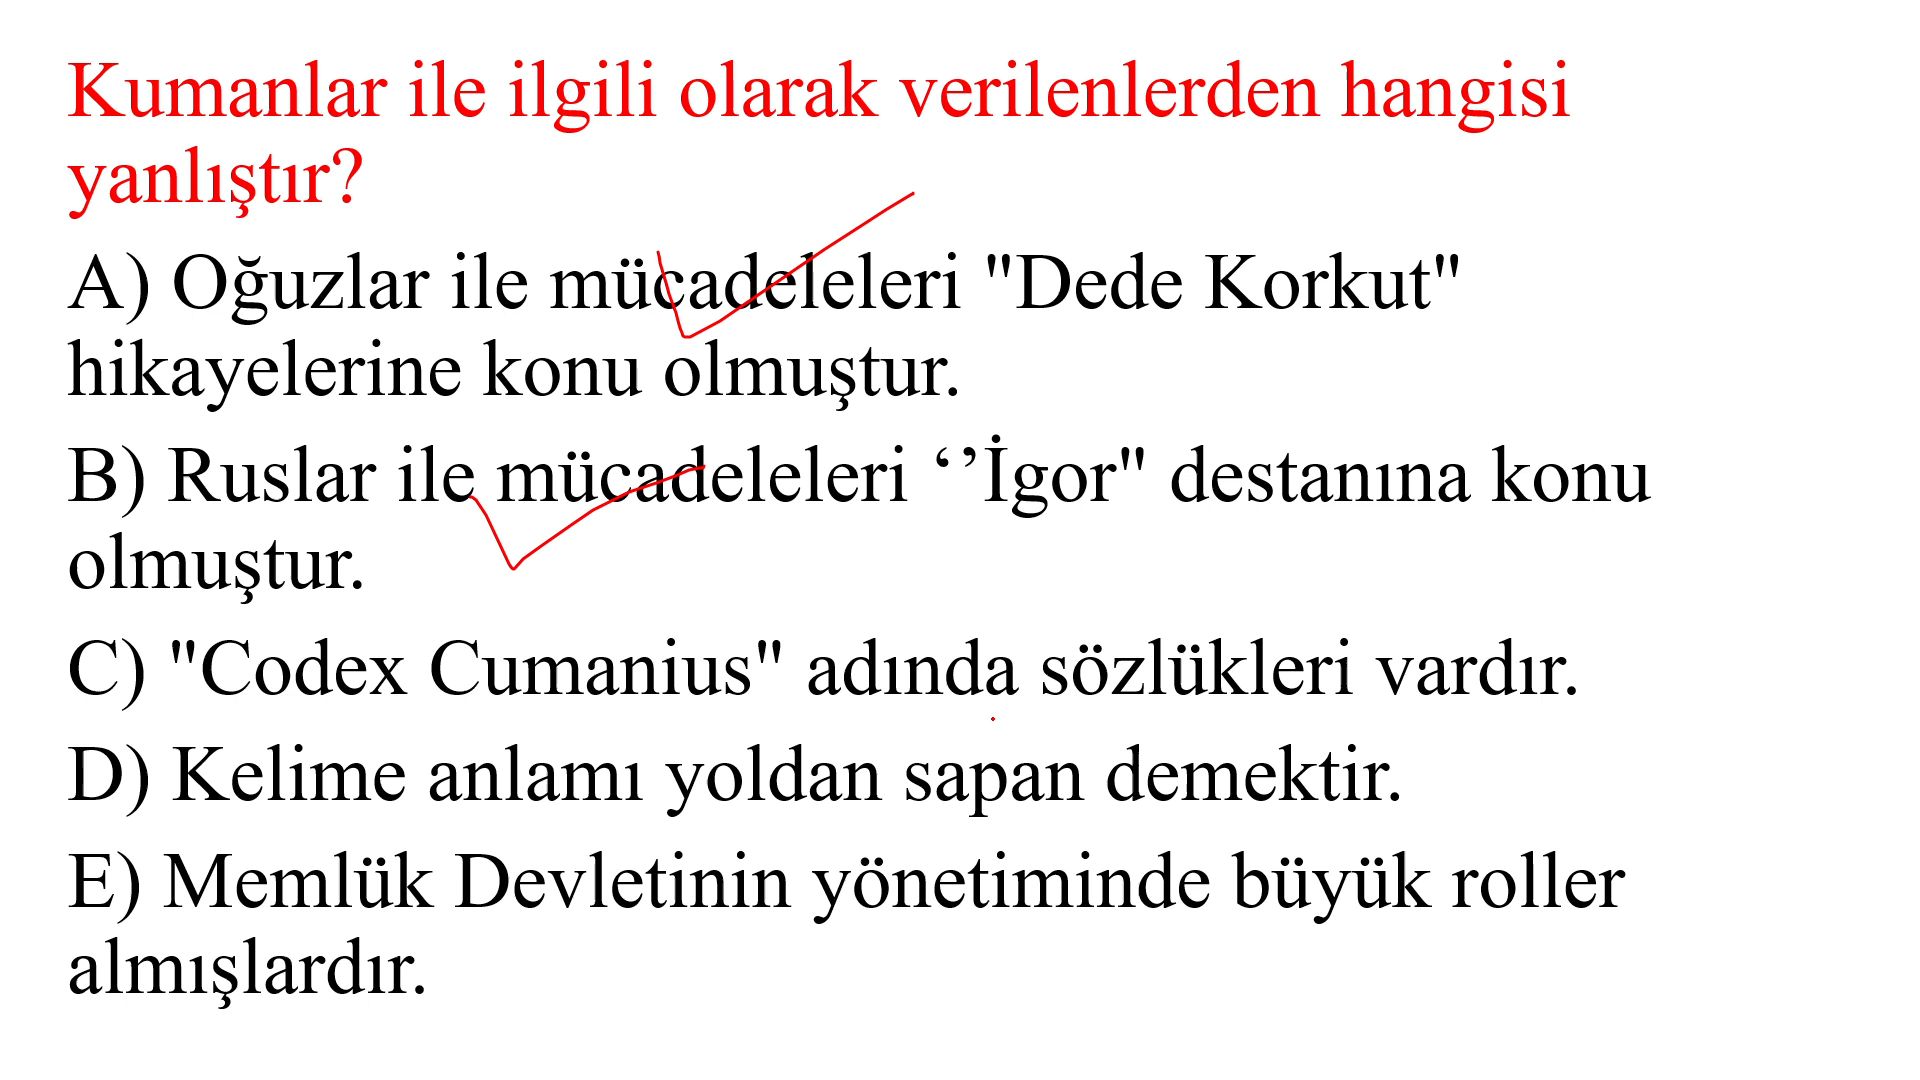 Kumanlar ile ilgili olarak verilenlerden hangisi
yanlıştır?
A) Oğuzlar ile mücadeleleri "Dede Korkut"
hikayelerine konu olmuştur.
B) Ruslar ile mücadeleleri ‘’İgor" destanına konu
olmuştur.
C) "Codex Cumanius" adında sözlükleri vardır.
D) Kelime anlamı yoldan sapan demektir.
E) Memlük Devletinin yönetiminde büyük roller
almışlardır.